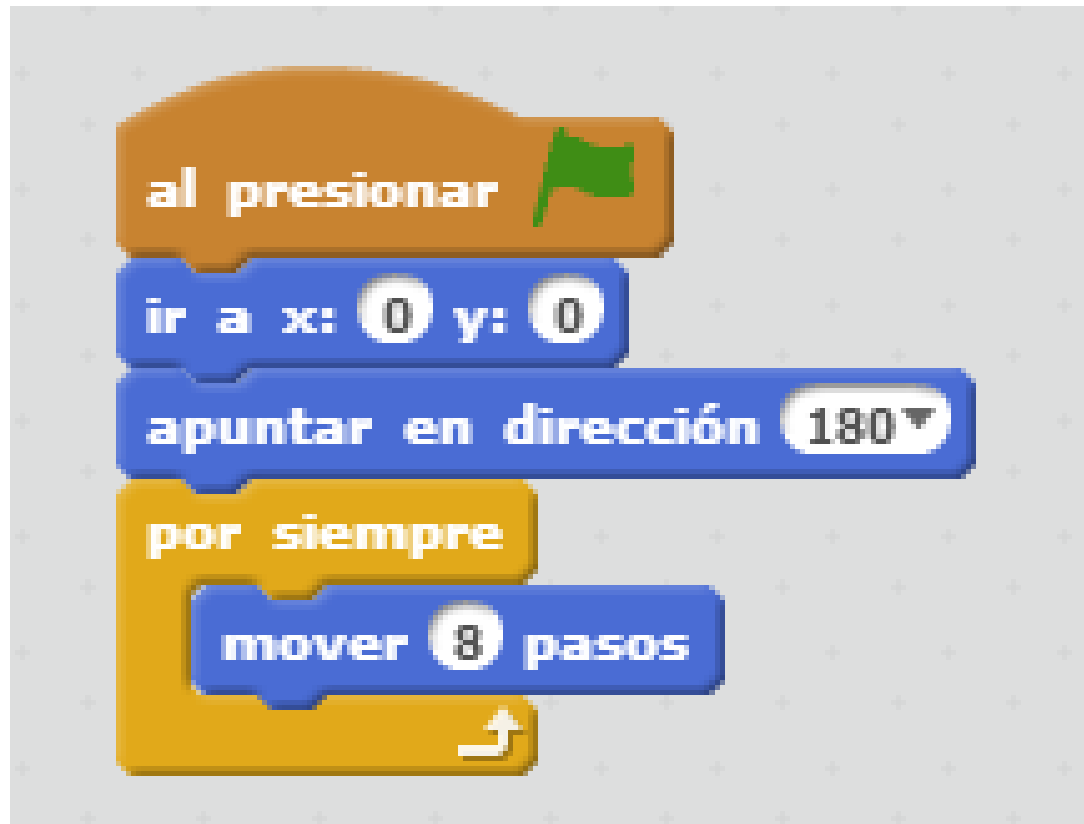 al presionar
ir a x: 0 y: 0
apuntar en dirección 180
por siempre
mover 8 pasos